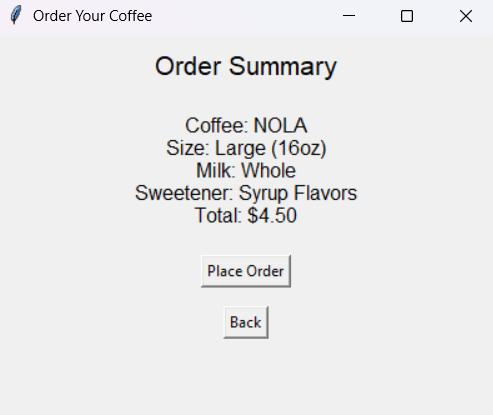 Order Your Coffee
Order Summary
Coffee: NOLA
Size: Large (16oz)
Milk: Whole
Sweetener: Syrup Flavors
Total: $4.50
Place Order
Back